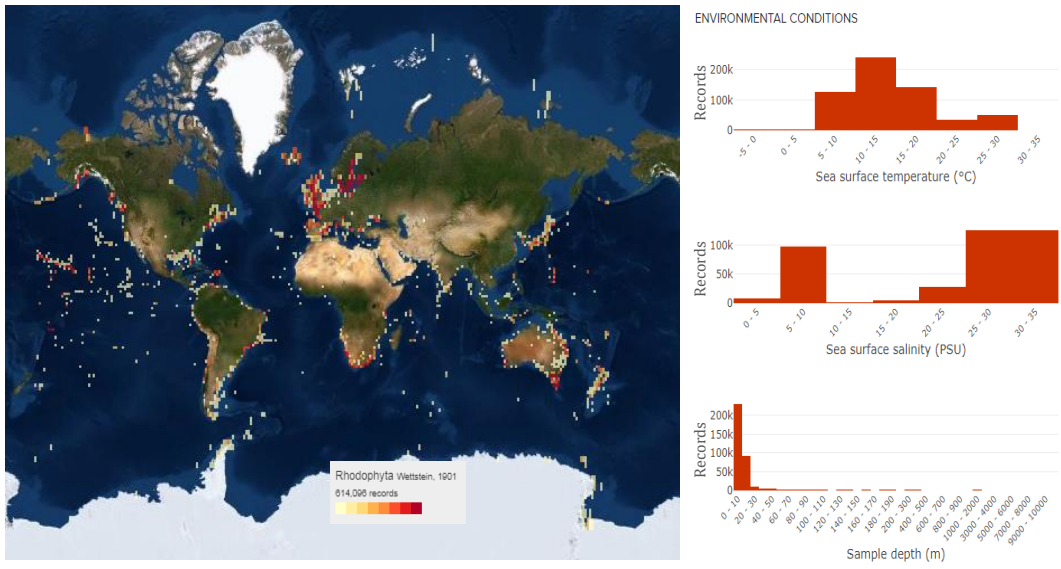 Rhodophyta Wettstein, 1901
614,096 records
ENVIRONMENTAL CONDITIONS
Records
200k
100k
0
-5 - 0
0 - 5
5 - 10
10 - 15
15 - 20
20 - 25
25 - 30
30 - 35
Sea surface temperature (°C)
Records
100k
50k
0
0 - 5
5 - 10
10 - 15
15 - 20
20 - 25
25 - 30
30 - 35
Sea surface salinity (PSU)
Records
200k
150k
100k
50k
0
0 - 10
20 - 30
40 - 50
60 - 70
80 - 90
100 - 110
120 - 130
140 - 150
160 - 170
180 - 190
200 - 300
400 - 500
600 - 700
800 - 900
1000 - 2000
3000 - 4000
5000 - 6000
7000 - 8000
9000 - 10000
Sample depth (m)